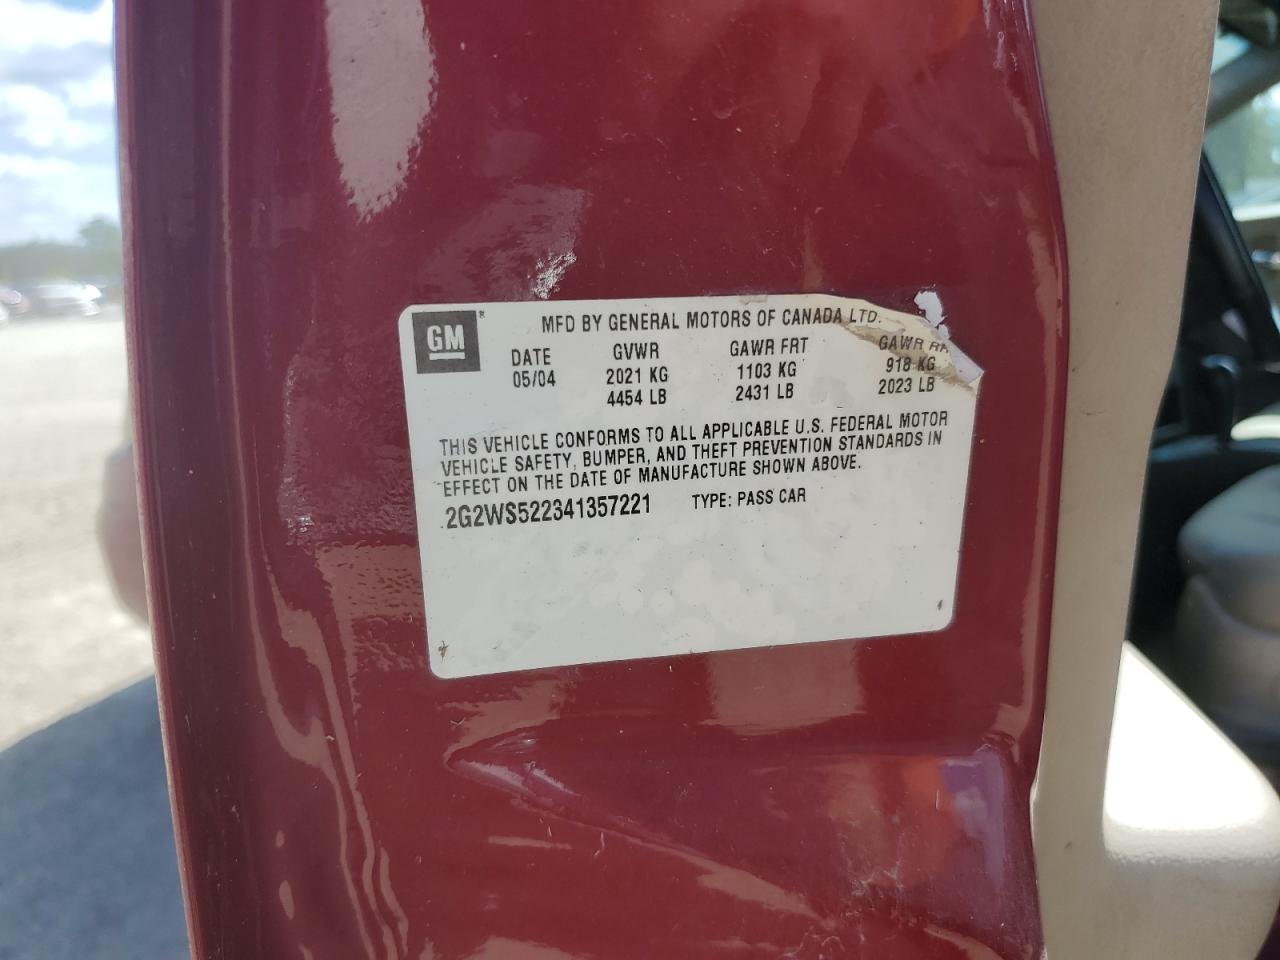 GM ®
MFD BY GENERAL MOTORS OF CANADA LTD.
DATE GVWR GAWR FRT GAWR RR
05/04 2021 KG 1103 KG 918 KG
4454 LB 2431 LB 2023 LB
THIS VEHICLE CONFORMS TO ALL APPLICABLE U.S. FEDERAL MOTOR
VEHICLE SAFETY, BUMPER, AND THEFT PREVENTION STANDARDS IN
EFFECT ON THE DATE OF MANUFACTURE SHOWN ABOVE.
2G2WS522341357221 TYPE: PASS CAR